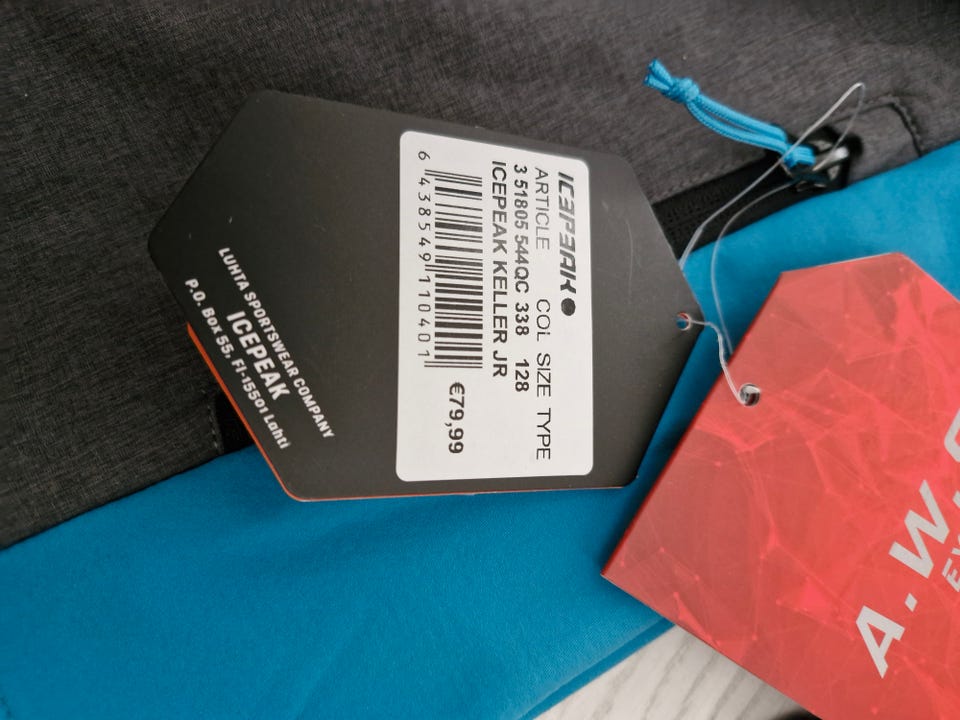 ICEPEAK
ARTICLE COL SIZE TYPE
3 51805 544QC 338 128
ICEPEAK KELLER JR
6 438549 110401
€79,99
LUHTA SPORTSWEAR COMPANY
ICEPEAK
P.O. Box 55, FI-15501 Lahti
A.W.